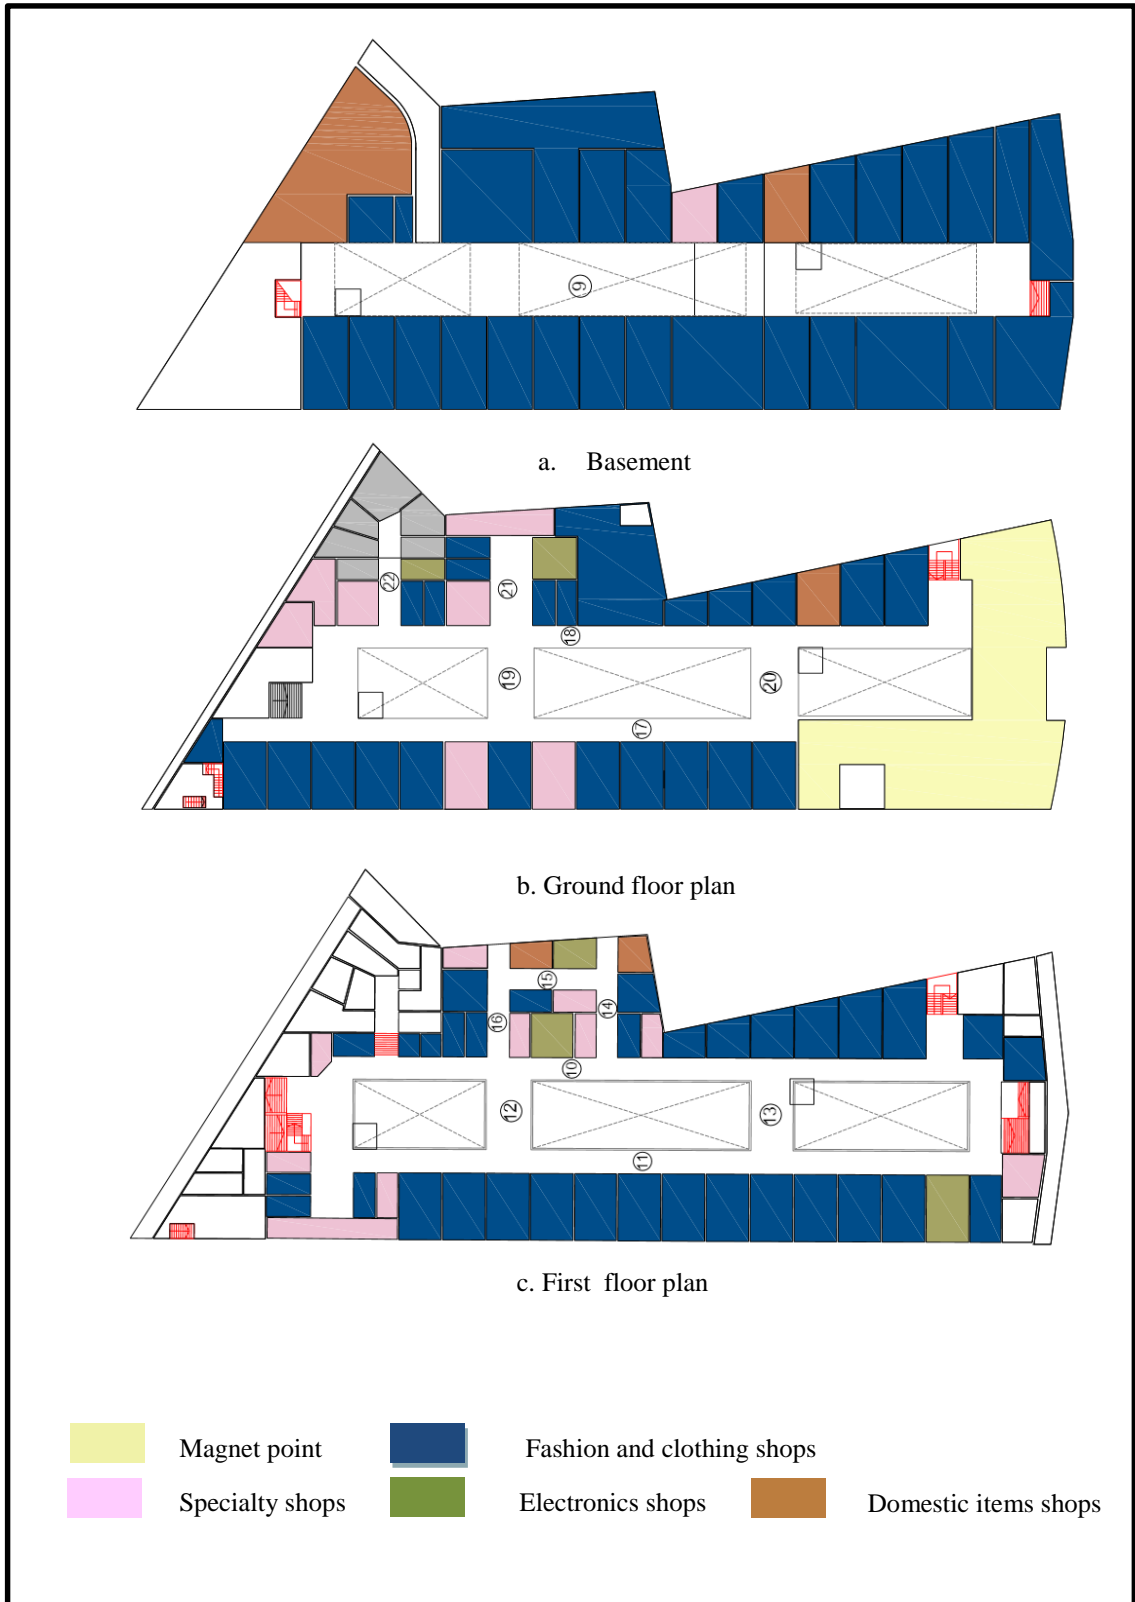 9
a. Basement
22
21
18
19
20
17
b. Ground floor plan
15
16
14
10
12
13
11
c. First floor plan
Magnet point
Fashion and clothing shops
Specialty shops
Electronics shops
Domestic items shops